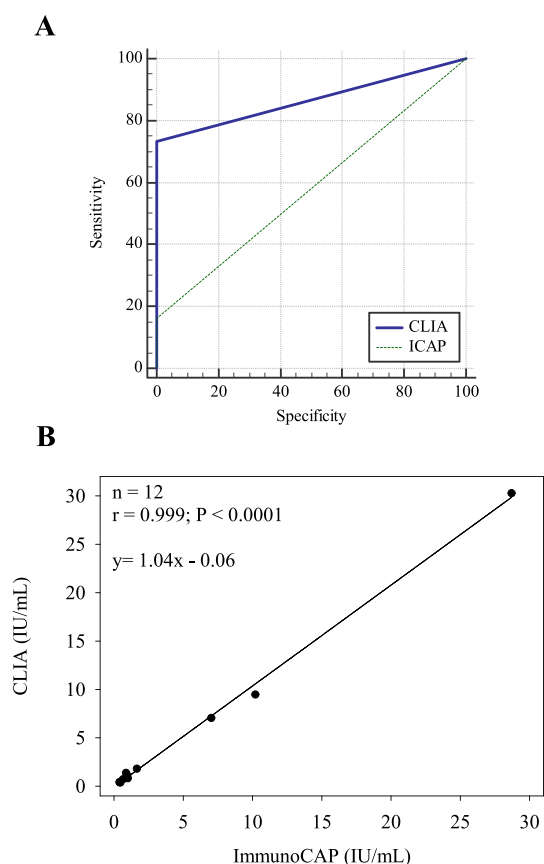 A
100
80
60
40
20
0
Sensitivity
CLIA
ICAP
0 20 40 60 80 100
Specificity
B
n = 12
r = 0.999; P < 0.0001
y= 1.04x - 0.06
30
25
20
15
10
5
0
CLIA (IU/mL)
0 5 10 15 20 25 30
ImmunoCAP (IU/mL)